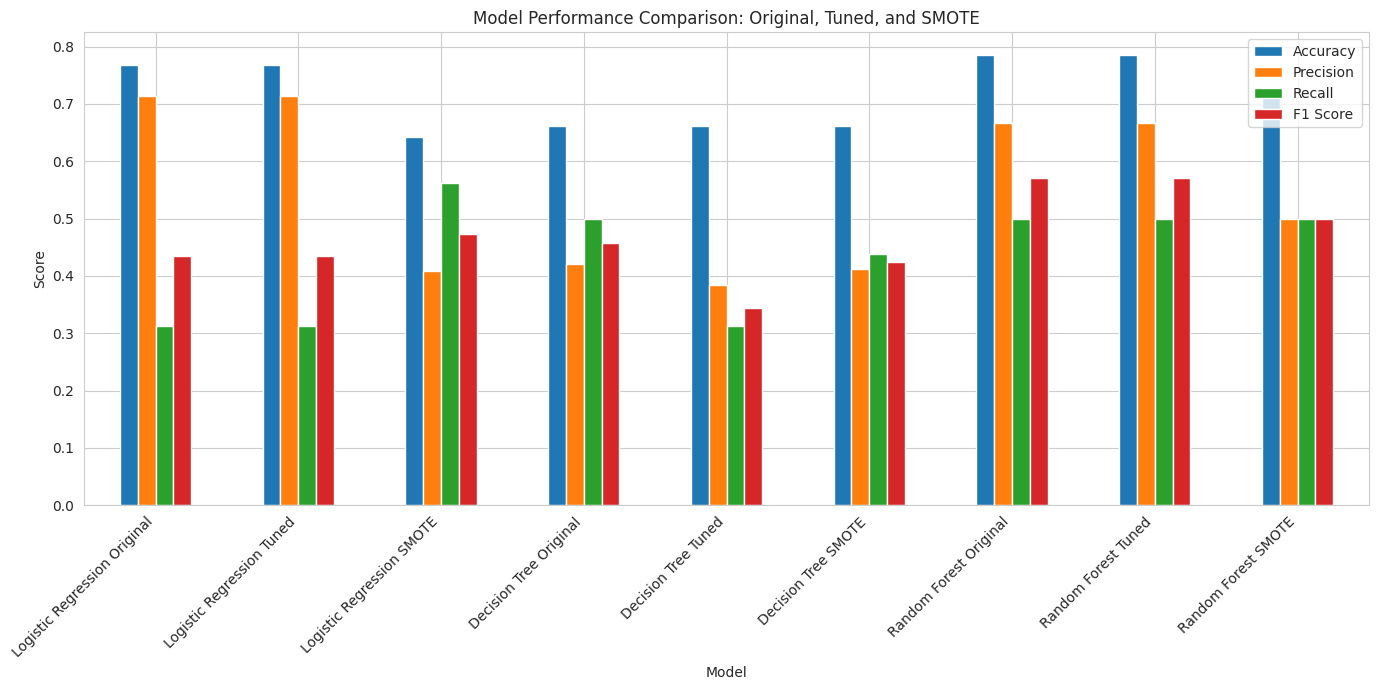 Model Performance Comparison: Original, Tuned, and SMOTE
Accuracy
Precision
Recall
F1 Score
Score
0.8
0.7
0.6
0.5
0.4
0.3
0.2
0.1
0.0
Logistic Regression Original
Logistic Regression Tuned
Logistic Regression SMOTE
Decision Tree Original
Decision Tree Tuned
Decision Tree SMOTE
Random Forest Original
Random Forest Tuned
Random Forest SMOTE
Model